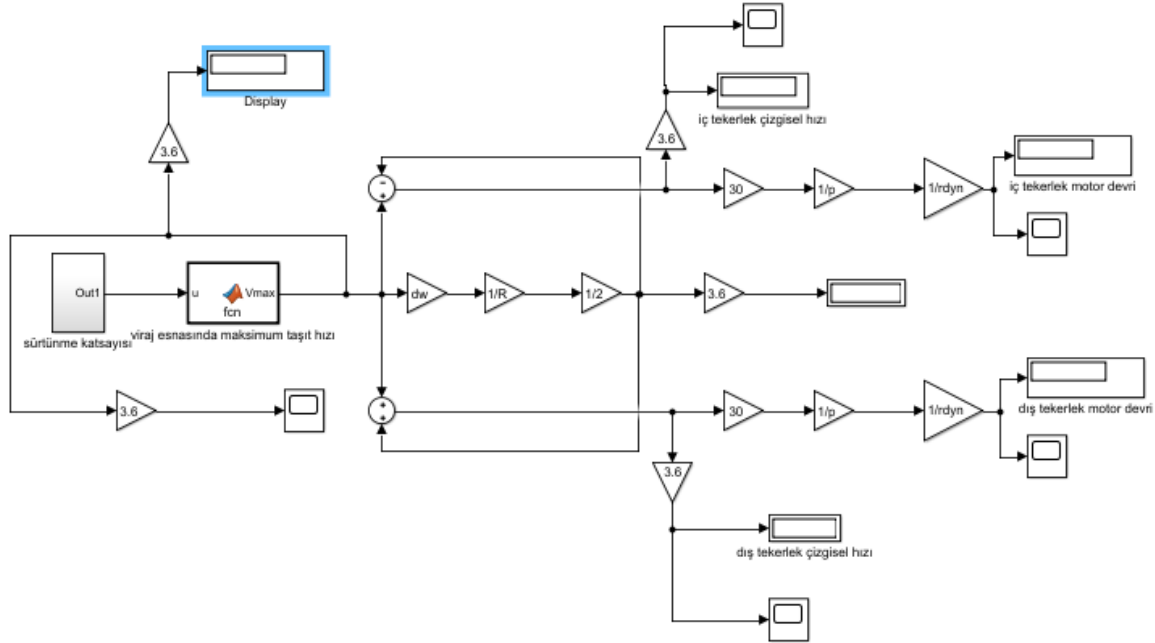 Display
3.6
3.6
iç tekerlek çizgisel hızı
30
1/p
1/rdyn
iç tekerlek motor devri
Out1
sürtünme katsayısı
u
Vmax
fcn
viraj esnasında maksimum taşıt hızı
dw
1/R
1/2
3.6
3.6
30
1/p
1/rdyn
dış tekerlek motor devri
3.6
dış tekerlek çizgisel hızı